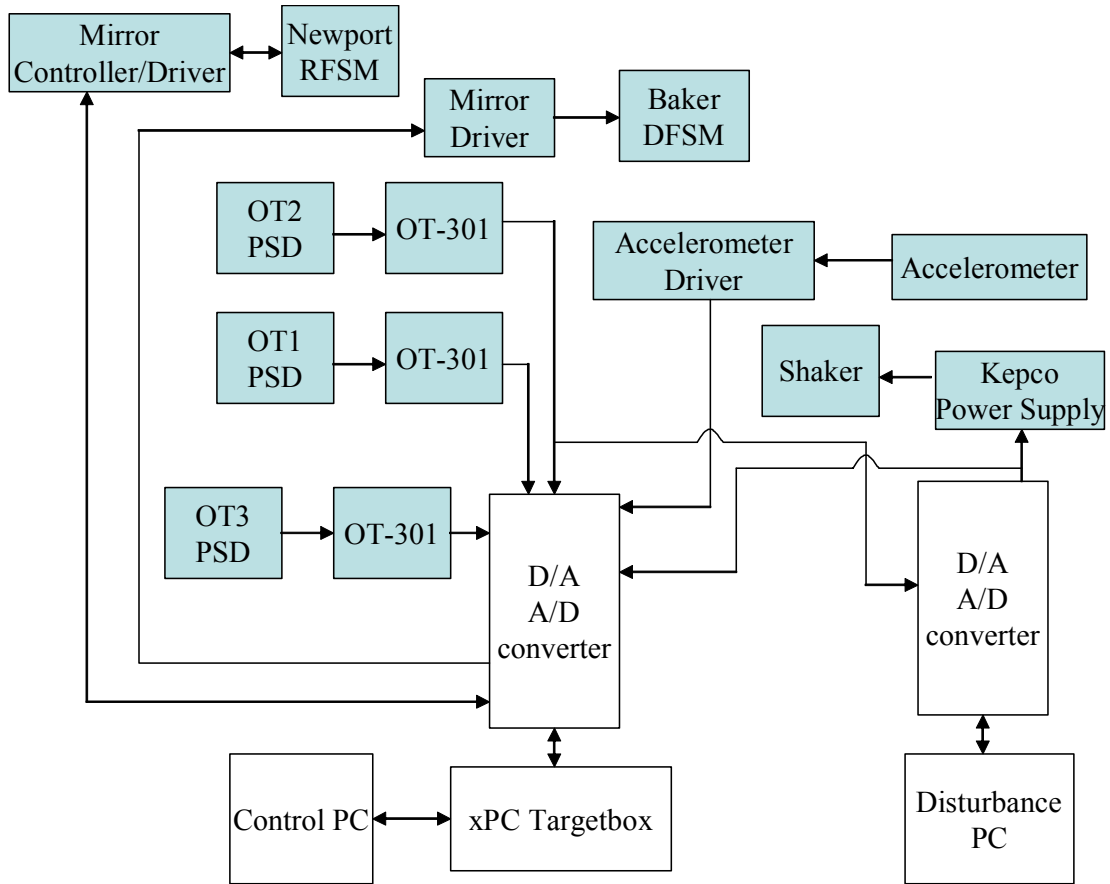 Mirror
Controller/Driver
Newport
RFSM
Mirror
Driver
Baker
DFSM
OT2
PSD
OT-301
Accelerometer
Driver
Accelerometer
OT1
PSD
OT-301
Shaker
Kepco
Power Supply
OT3
PSD
OT-301
D/A
A/D
converter
D/A
A/D
converter
Control PC
xPC Targetbox
Disturbance
PC